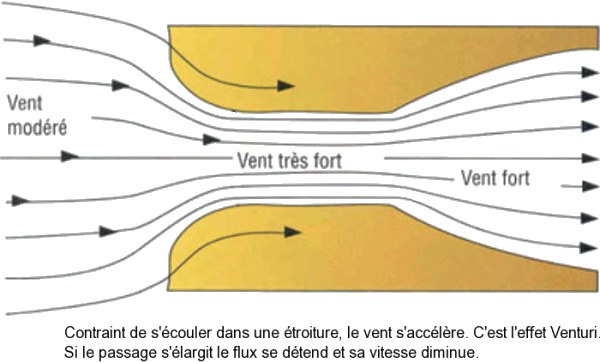 Vent
modéré
Vent très fort
Vent fort
Contraint de s'écouler dans une étroiture, le vent s'accélère. C'est l'effet Venturi.
Si le passage s'élargit le flux se détend et sa vitesse diminue.